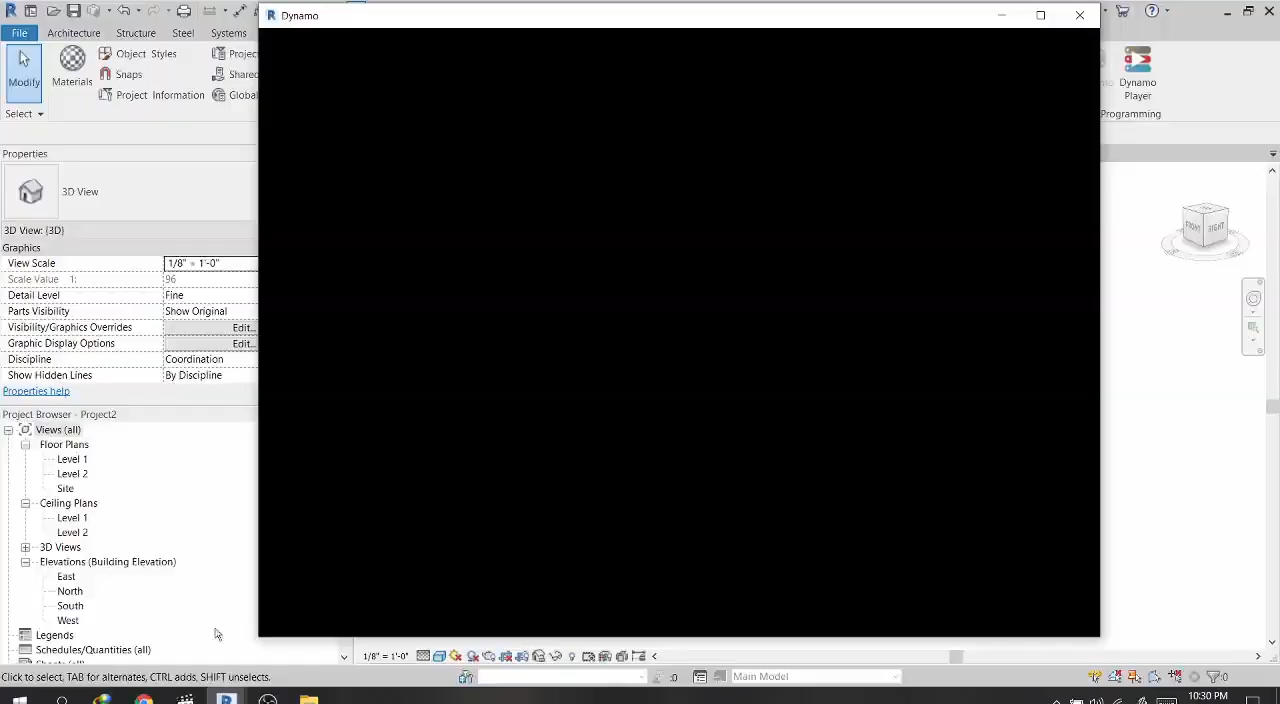 Dynamo
File
Architecture
Structure
Steel
Systems
Modify
Materials
Object Styles
Snaps
Project Information
Shared
Select
Dynamo
Player
Programming
Properties
3D View
3D View: {3D}
Graphics
View Scale
1/8" = 1'-0"
Scale Value 1:
96
Detail Level
Fine
Parts Visibility
Show Original
Visibility/Graphics Overrides
Edit...
Graphic Display Options
Edit...
Discipline
Coordination
Show Hidden Lines
By Discipline
Properties help
FRONT
RIGHT
Project Browser - Project2
Views (all)
Floor Plans
Level 1
Level 2
Site
Ceiling Plans
Level 1
Level 2
3D Views
Elevations (Building Elevation)
East
North
South
West
Legends
Schedules/Quantities (all)
1/8" = 1'-0"
Click to select, TAB for alternates, CTRL adds, SHIFT unselects.
:0
Main Model
:0
10:30 PM